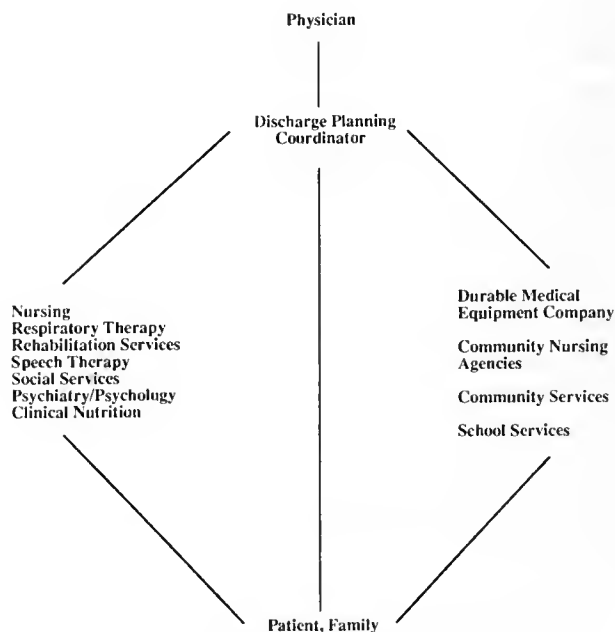 Physician
Discharge Planning
Coordinator
Nursing
Respiratory Therapy
Rehabilitation Services
Speech Therapy
Social Services
Psychiatry/Psychology
Clinical Nutrition
Durable Medical
Equipment Company
Community Nursing
Agencies
Community Services
School Services
Patient, Family